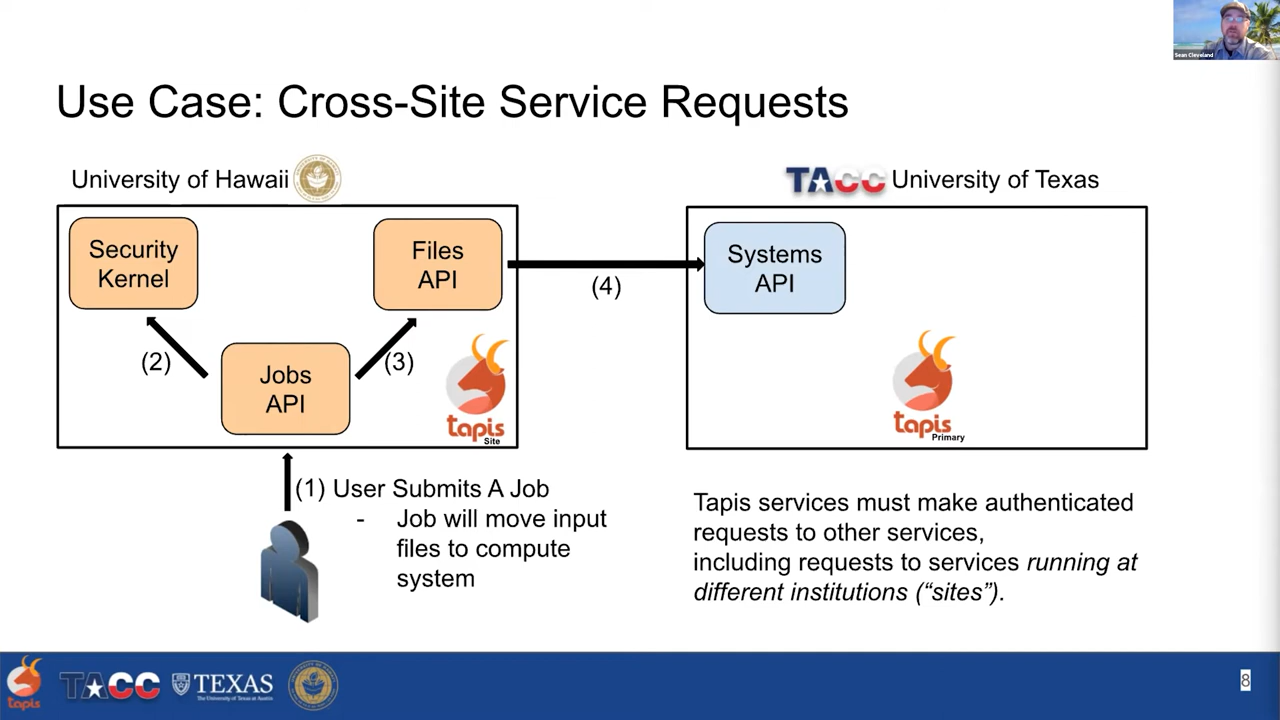 Sean Cleveland
Use Case: Cross-Site Service Requests
University of Hawaii
TACC University of Texas
Security
Kernel
Files
API
Systems
API
(4)
(2)
(3)
Jobs
API
tapis
Site
tapis
Primary
(1) User Submits A Job
- Job will move input
files to compute
system
Tapis services must make authenticated
requests to other services,
including requests to services running at
different institutions (“sites”).
tapis
TACC
TEXAS
The University of Texas at Austin
8